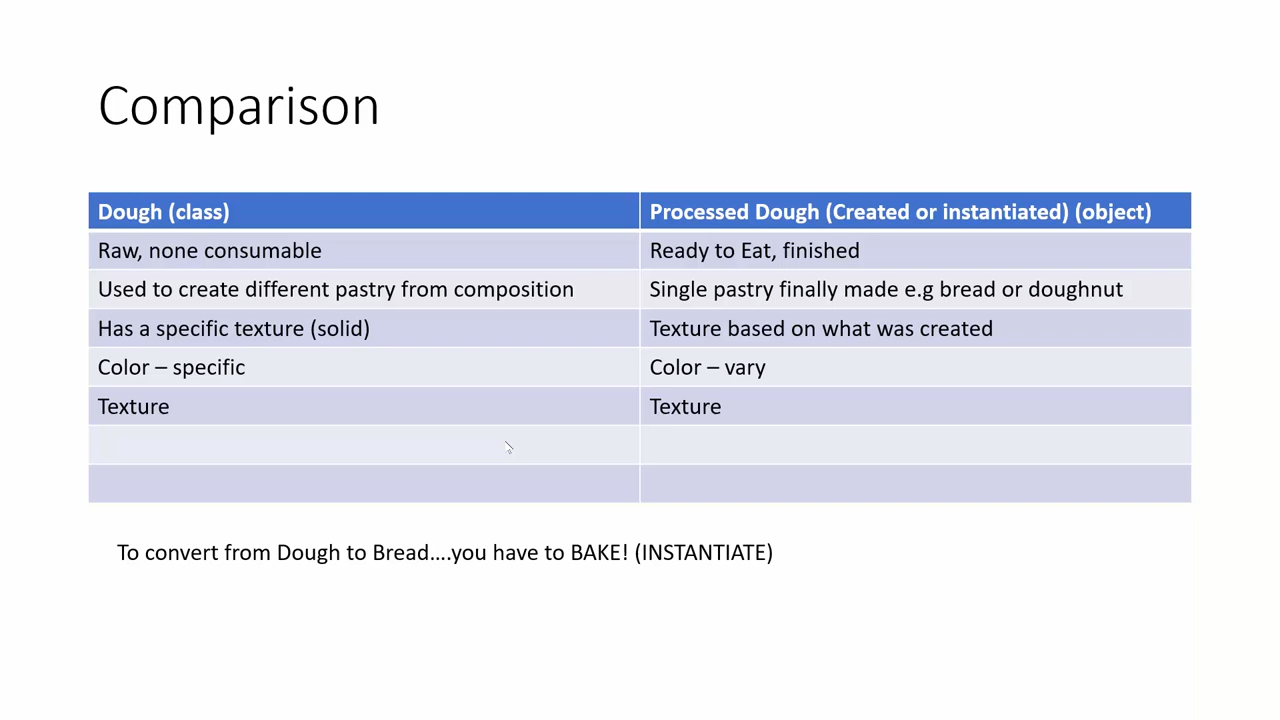 Comparison
Dough (class)
Processed Dough (Created or instantiated) (object)
Raw, none consumable
Ready to Eat, finished
Used to create different pastry from composition
Single pastry finally made e.g bread or doughnut
Has a specific texture (solid)
Texture based on what was created
Color – specific
Color – vary
Texture
Texture
To convert from Dough to Bread....you have to BAKE! (INSTANTIATE)